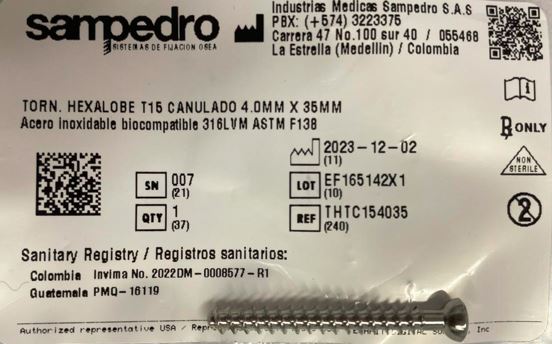 sampedro
SISTEMAS DE FIJACION OSEA
Industrias Medicas Sampedro S.A.S
PBX: (+574) 3223375
Carrera 47 No.100 sur 40 / 055468
La Estrella (Medellin) / Colombia
TORN. HEXALOBE T15 CANULADO 4.0MM X 35MM
Acero inoxidable biocompatible 316LVM ASTM F138
2023-12-02
(11)
SN 007
(21)
LOT EF165142X1
(10)
QTY 1
(37)
REF THTC154035
(240)
Rx ONLY
NON
STERILE
2
Sanitary Registry / Registros sanitarios:
Colombia Invima No. 2022DM-0008577-R1
Guatemala PMQ-16119
Authorized representative USA / Inc